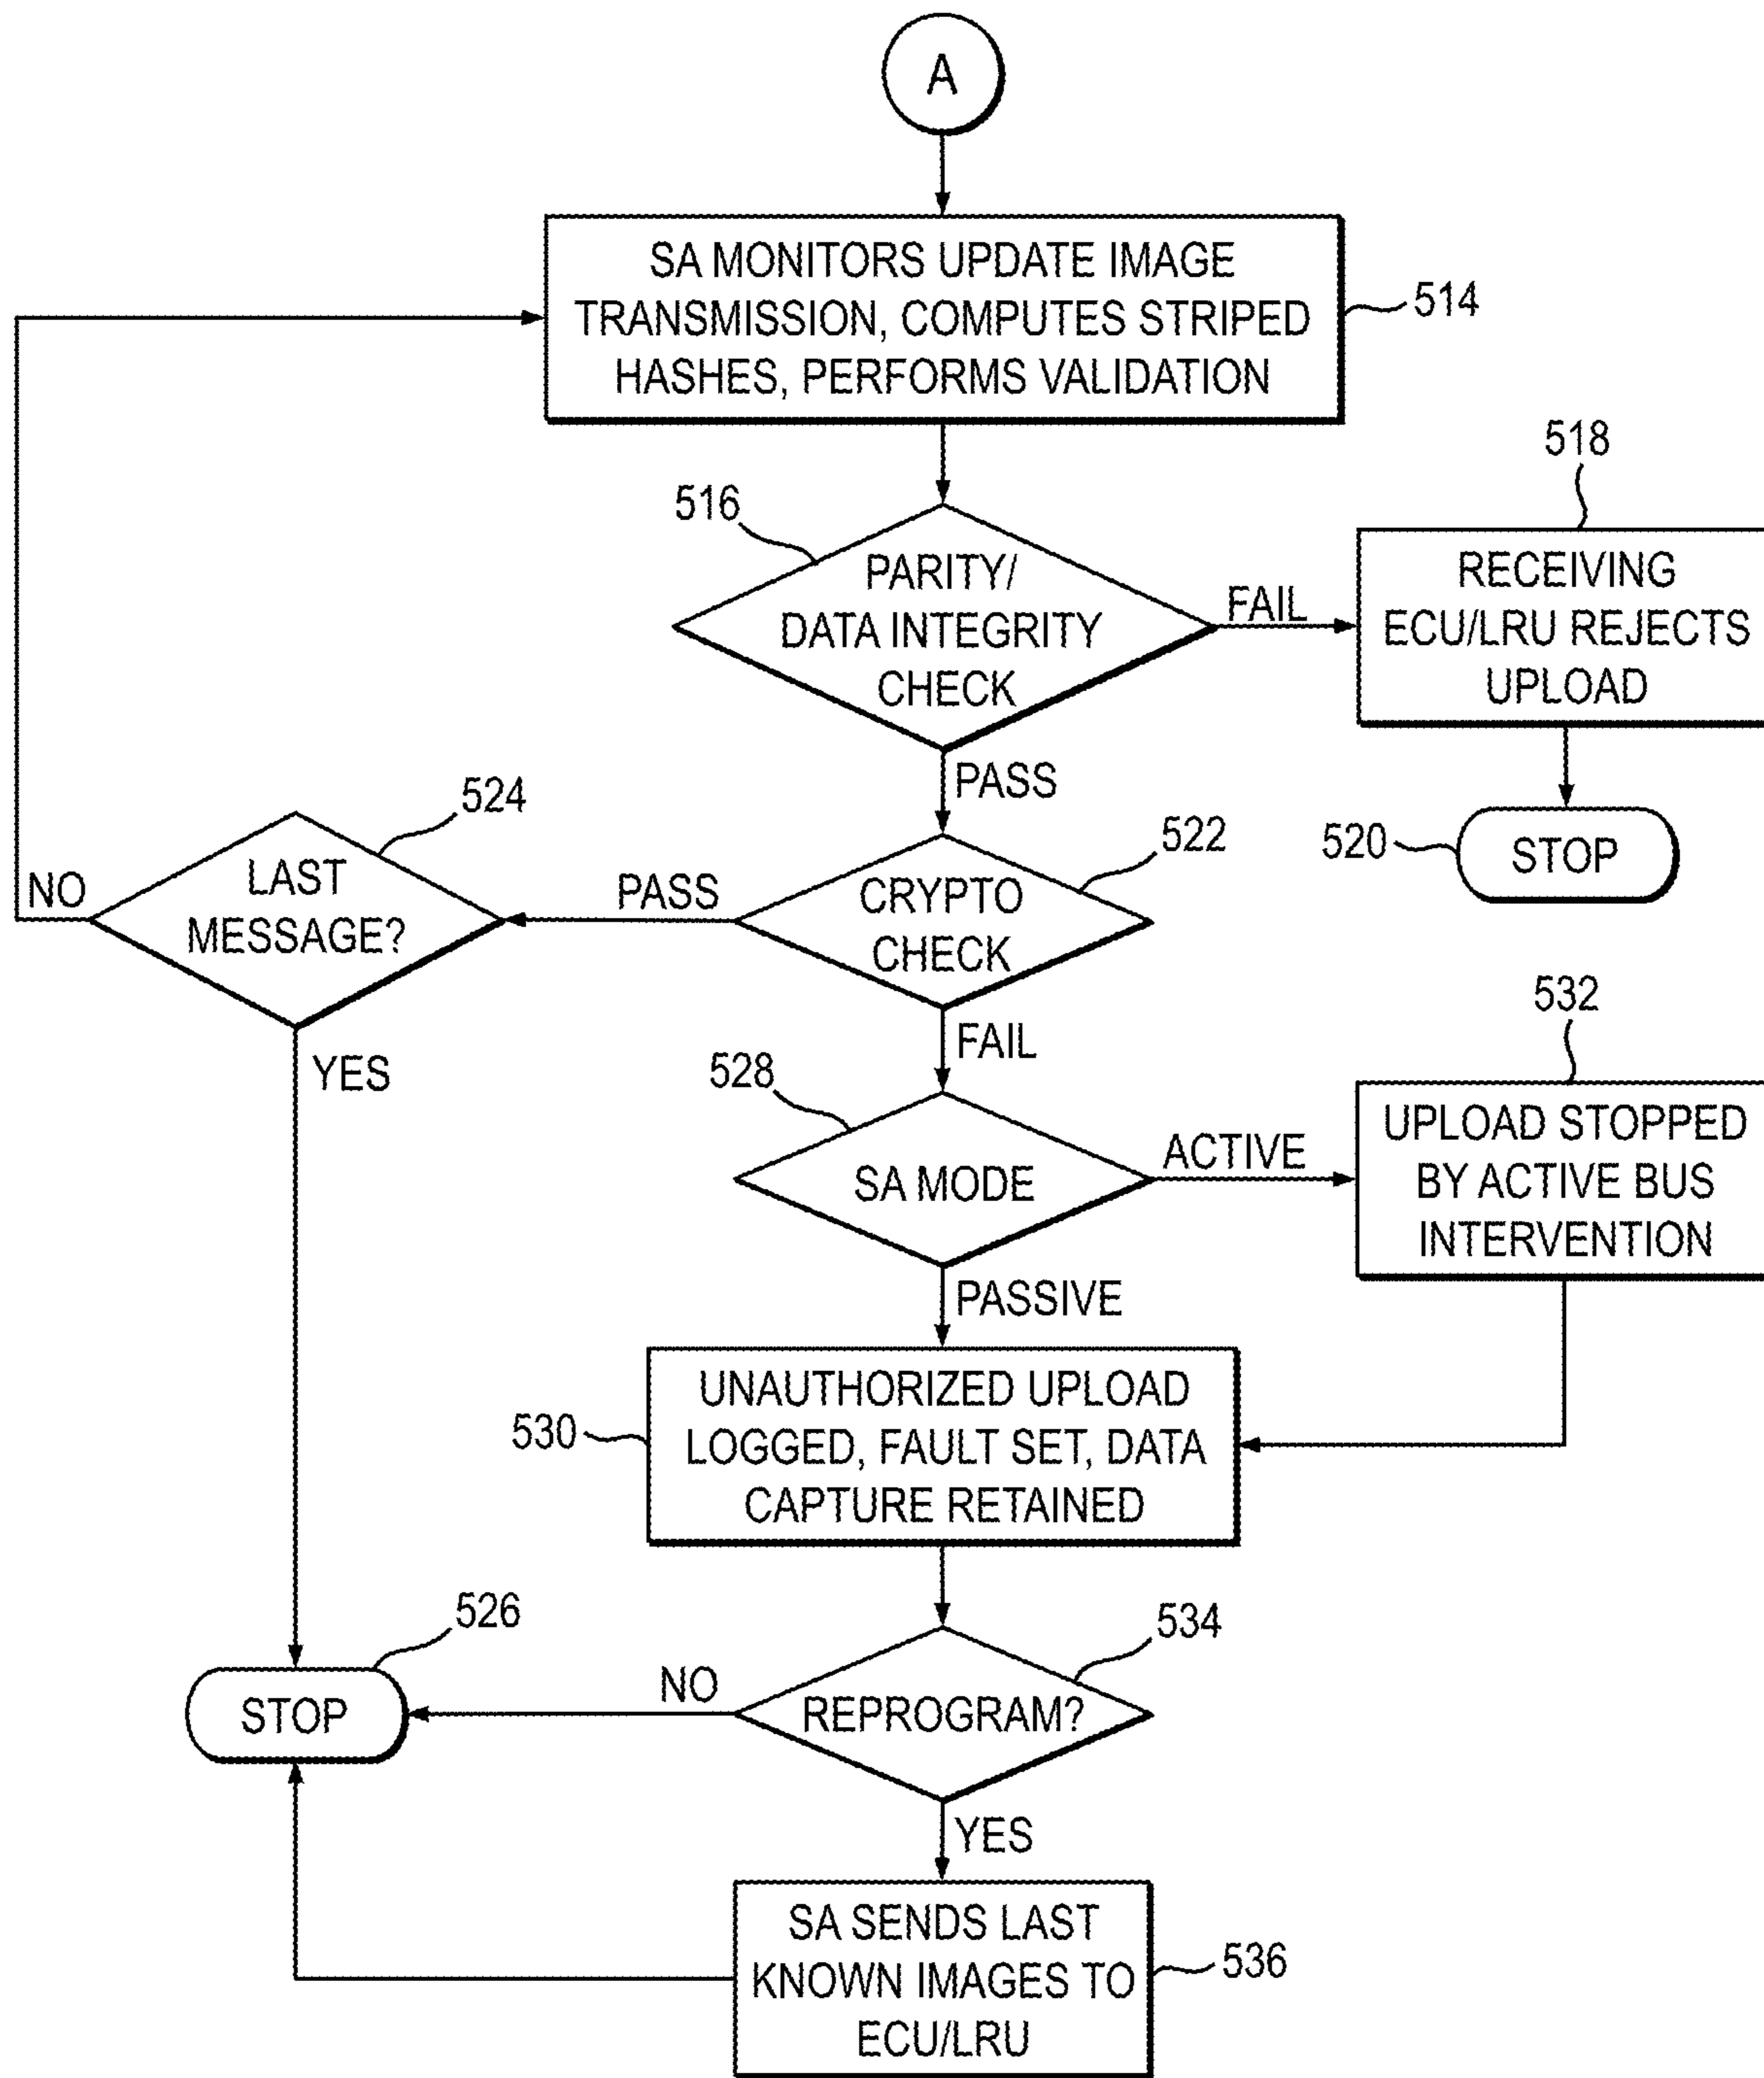 A
SA MONITORS UPDATE IMAGE
TRANSMISSION, COMPUTES STRIPED
HASHES, PERFORMS VALIDATION
514
516
PARITY/
DATA INTEGRITY
CHECK
FAIL
518
RECEIVING
ECU/LRU REJECTS
UPLOAD
PASS
520
STOP
522
CRYPTO
CHECK
PASS
524
LAST
MESSAGE?
NO
YES
FAIL
528
SA MODE
ACTIVE
532
UPLOAD STOPPED
BY ACTIVE BUS
INTERVENTION
PASSIVE
530
UNAUTHORIZED UPLOAD
LOGGED, FAULT SET, DATA
CAPTURE RETAINED
526
STOP
NO
534
REPROGRAM?
YES
SA SENDS LAST
KNOWN IMAGES TO
ECU/LRU
536